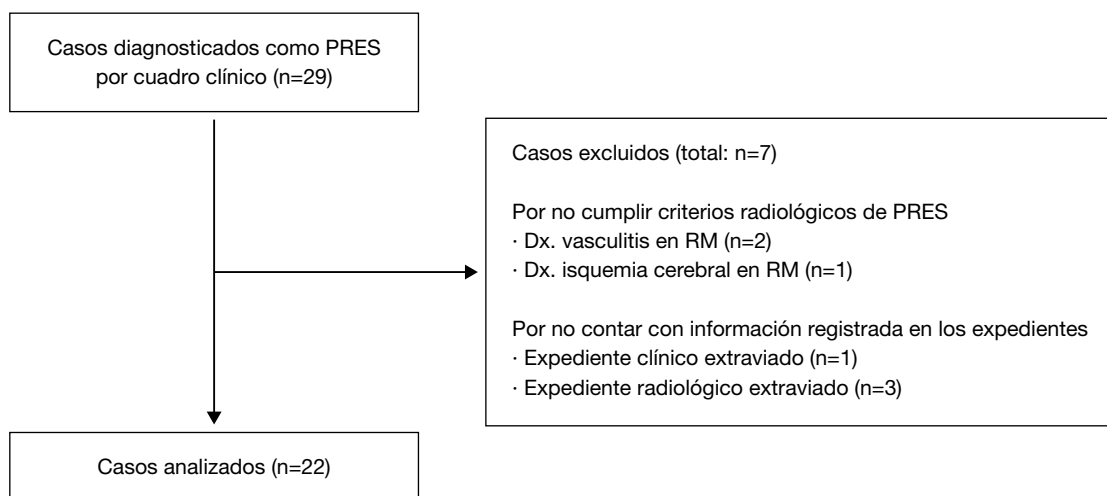 Casos diagnosticados como PRES
por cuadro clínico (n=29)
Casos excluidos (total: n=7)
Por no cumplir criterios radiológicos de PRES
· Dx. vasculitis en RM (n=2)
· Dx. isquemia cerebral en RM (n=1)
Por no contar con información registrada en los expedientes
· Expediente clínico extraviado (n=1)
· Expediente radiológico extraviado (n=3)
Casos analizados (n=22)